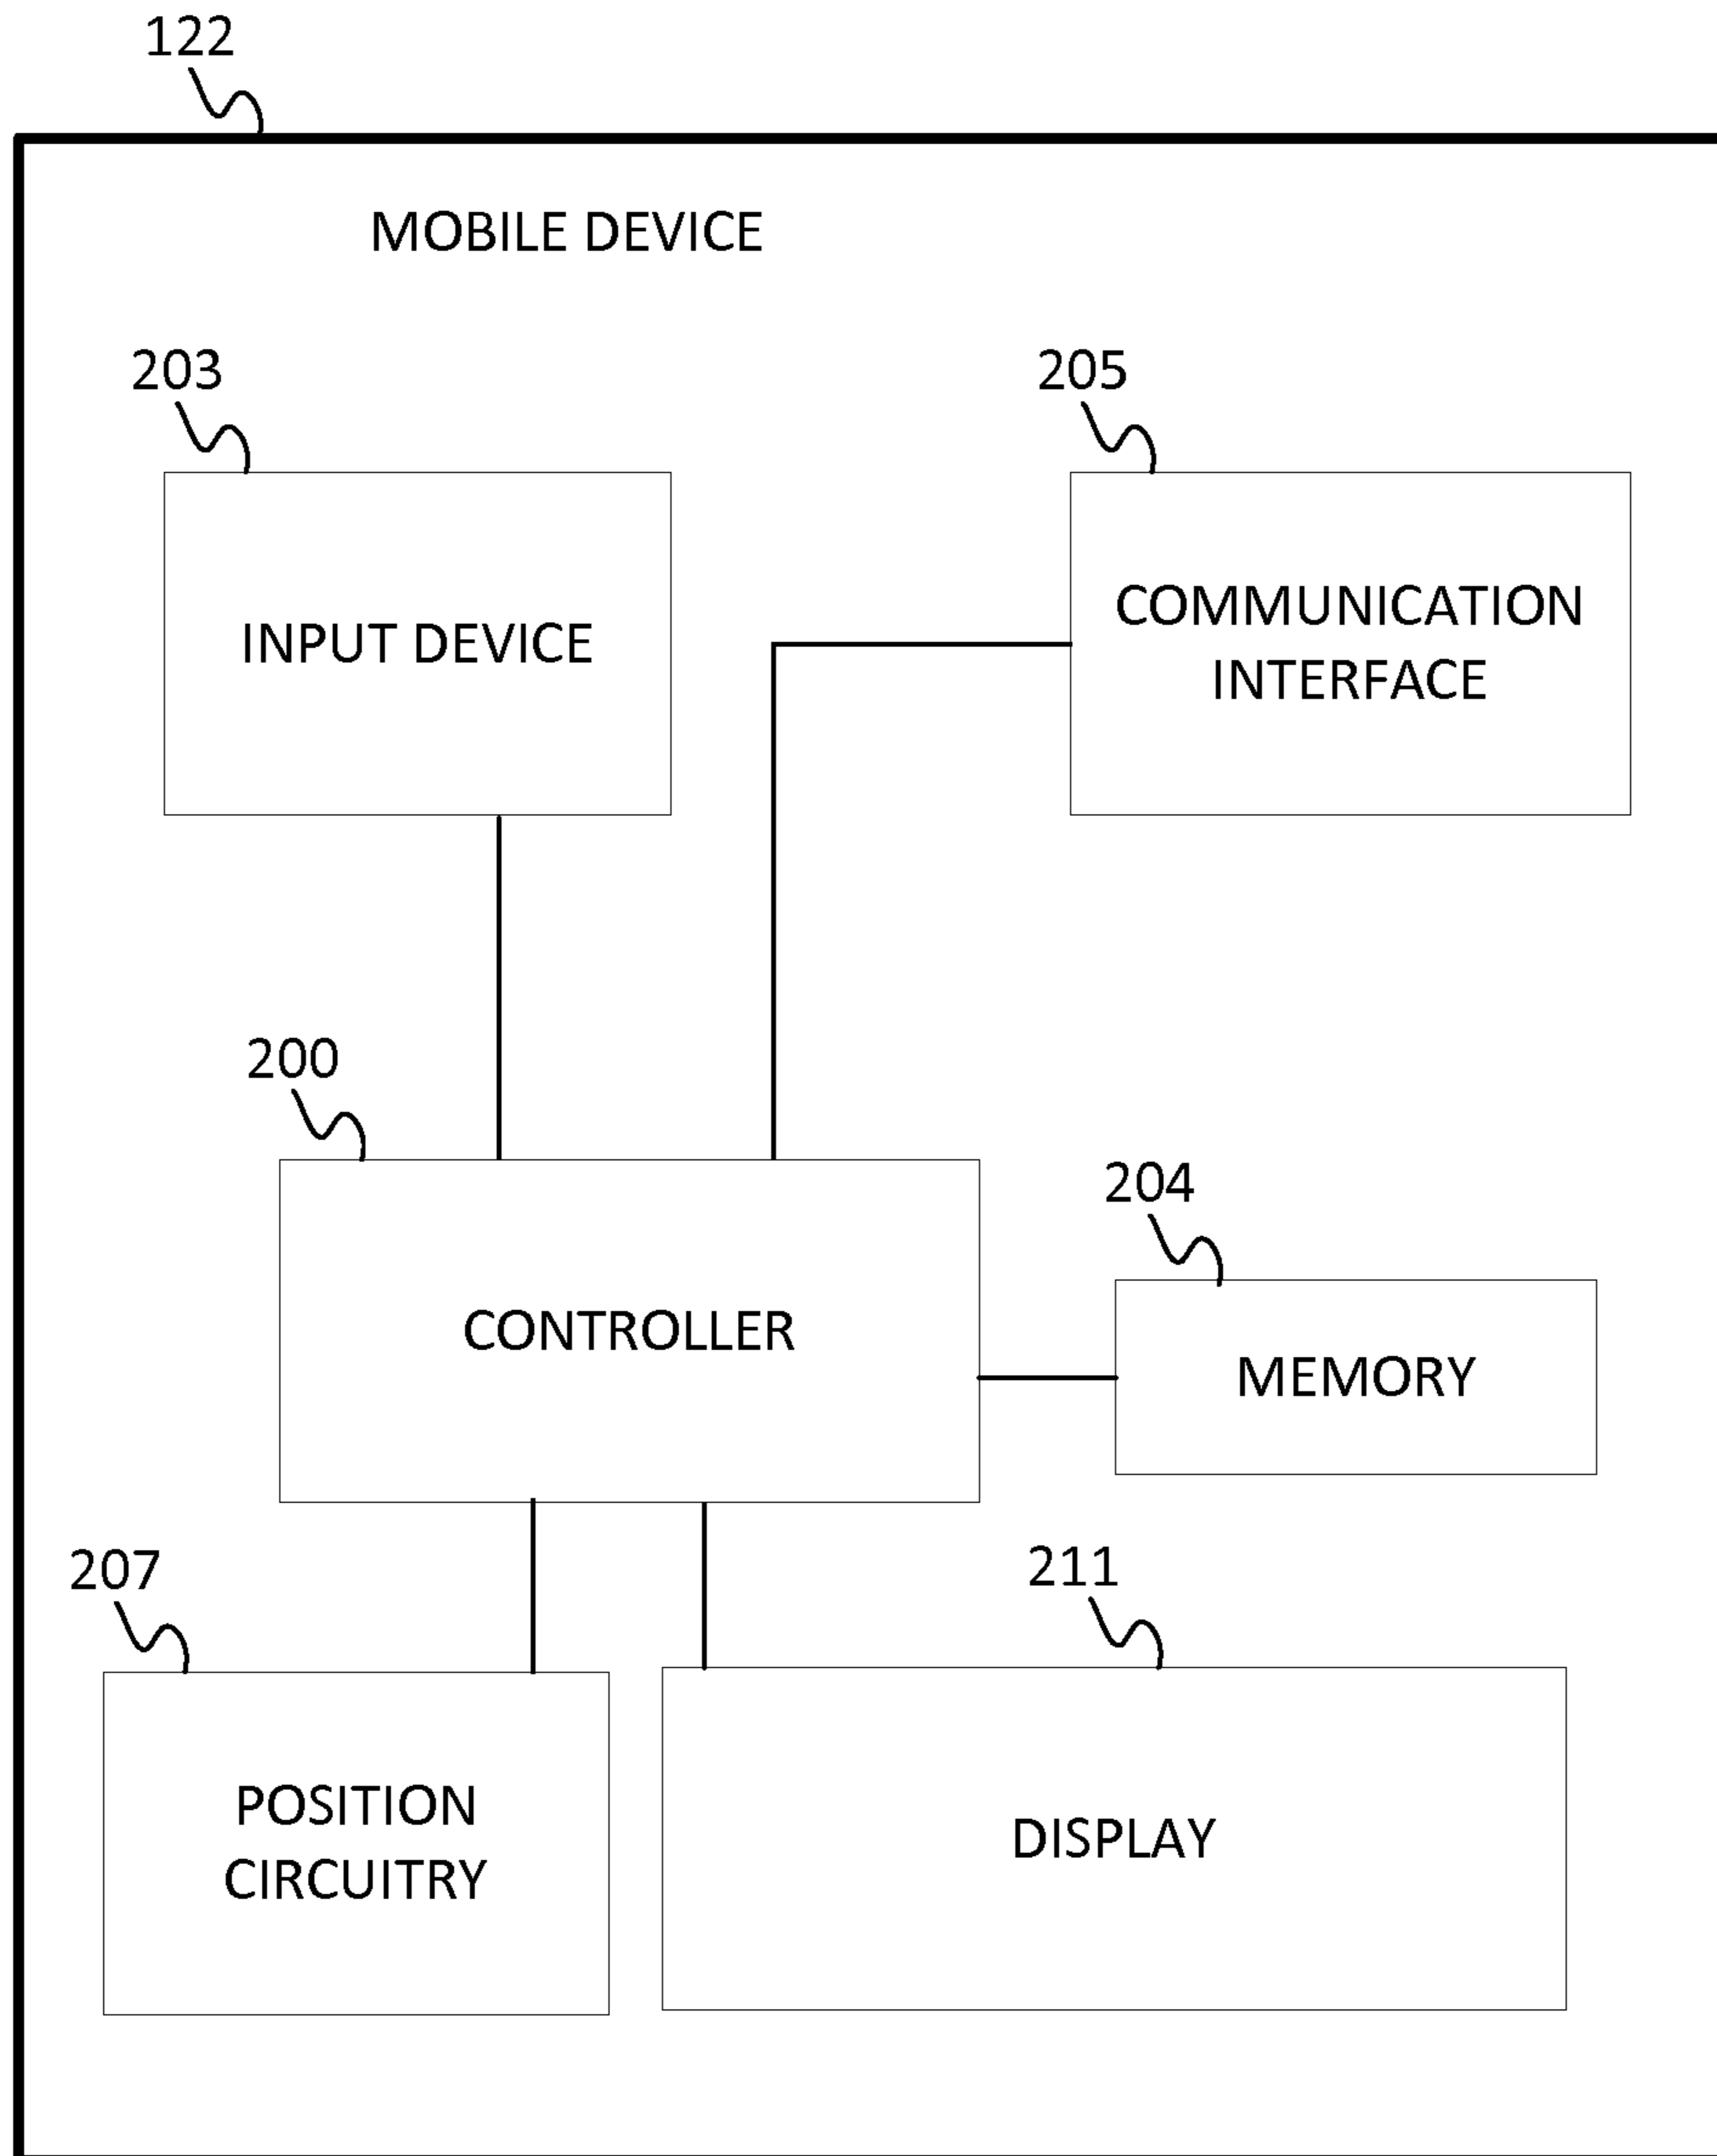 122
MOBILE DEVICE
203
205
INPUT DEVICE
COMMUNICATION
INTERFACE
200
204
CONTROLLER
MEMORY
207
211
POSITION
CIRCUITRY
DISPLAY